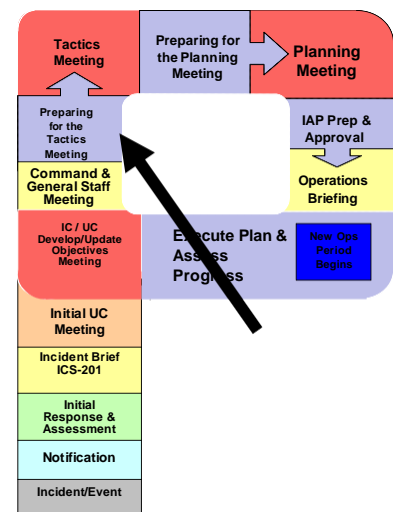 Tactics
Meeting
Preparing for
the Planning
Meeting
Planning
Meeting
Preparing
for the
Tactics
Meeting
IAP Prep &
Approval
Command &
General Staff
Meeting
Operations
Briefing
IC / UC
Develop/Update
Objectives
Meeting
Execute Plan &
Assess
Progress
New Ops
Period
Begins
Initial UC
Meeting
Incident Brief
ICS-201
Initial
Response &
Assessment
Notification
Incident/Event